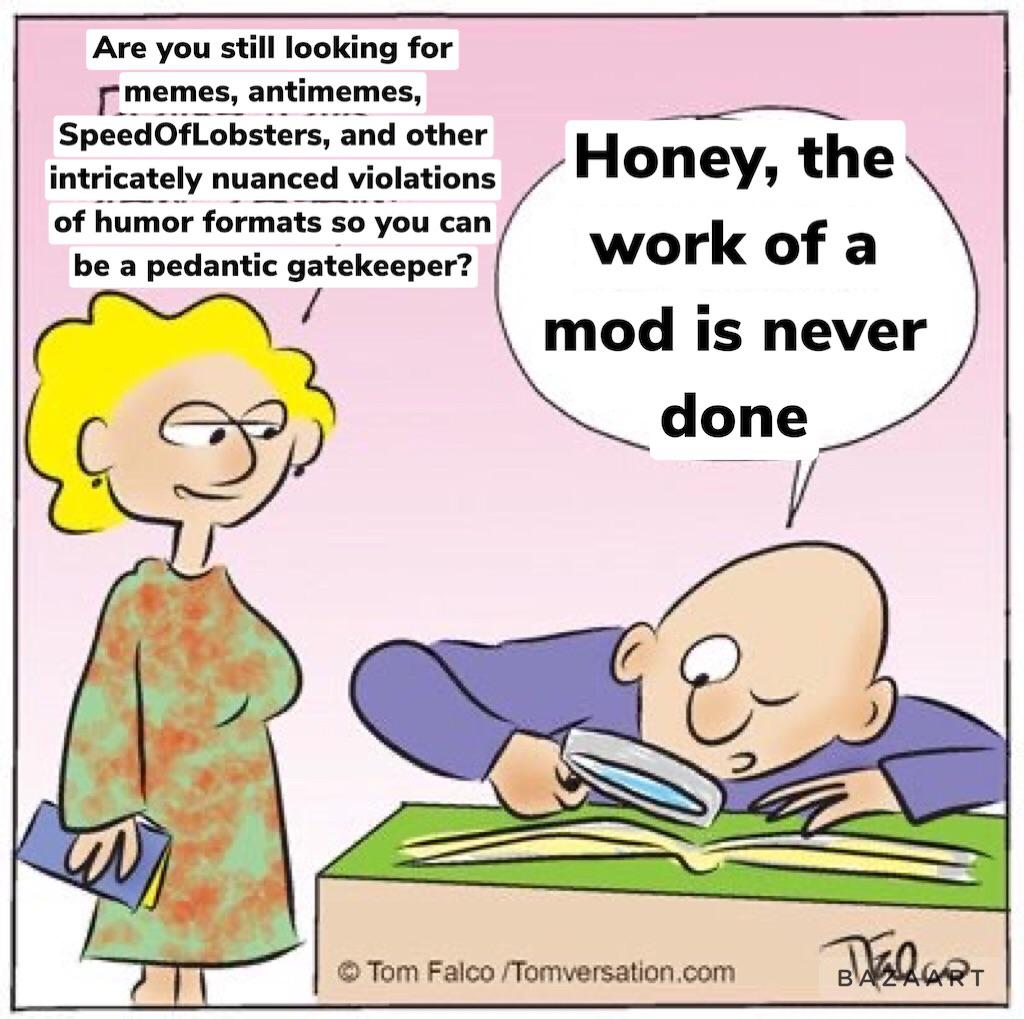 Are you still looking for
memes, antimemes,
SpeedOfLobsters, and other
intricately nuanced violations
of humor formats so you can
be a pedantic gatekeeper?
Honey, the
work of a
mod is never
done
© Tom Falco /Tomversation.com
BAZAART